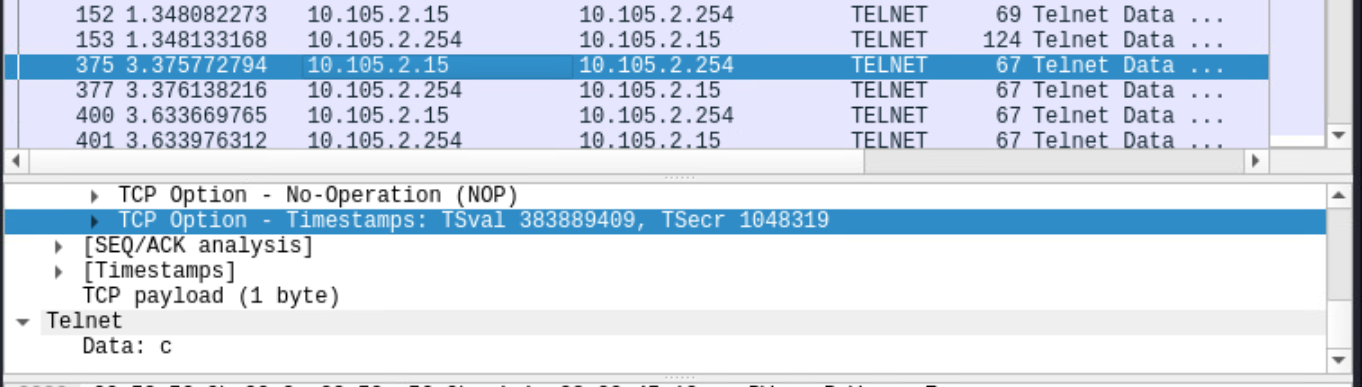 152 1.348082273 10.105.2.15 10.105.2.254 TELNET 69 Telnet Data ...
153 1.348133168 10.105.2.254 10.105.2.15 TELNET 124 Telnet Data ...
375 3.375772794 10.105.2.15 10.105.2.254 TELNET 67 Telnet Data ...
377 3.376138216 10.105.2.254 10.105.2.15 TELNET 67 Telnet Data ...
400 3.633669765 10.105.2.15 10.105.2.254 TELNET 67 Telnet Data ...
401 3.633976312 10.105.2.254 10.105.2.15 TELNET 67 Telnet Data ...
TCP Option - No-Operation (NOP)
TCP Option - Timestamps: TSval 383889409, TSecr 1048319
[SEQ/ACK analysis]
[Timestamps]
TCP payload (1 byte)
Telnet
Data: c